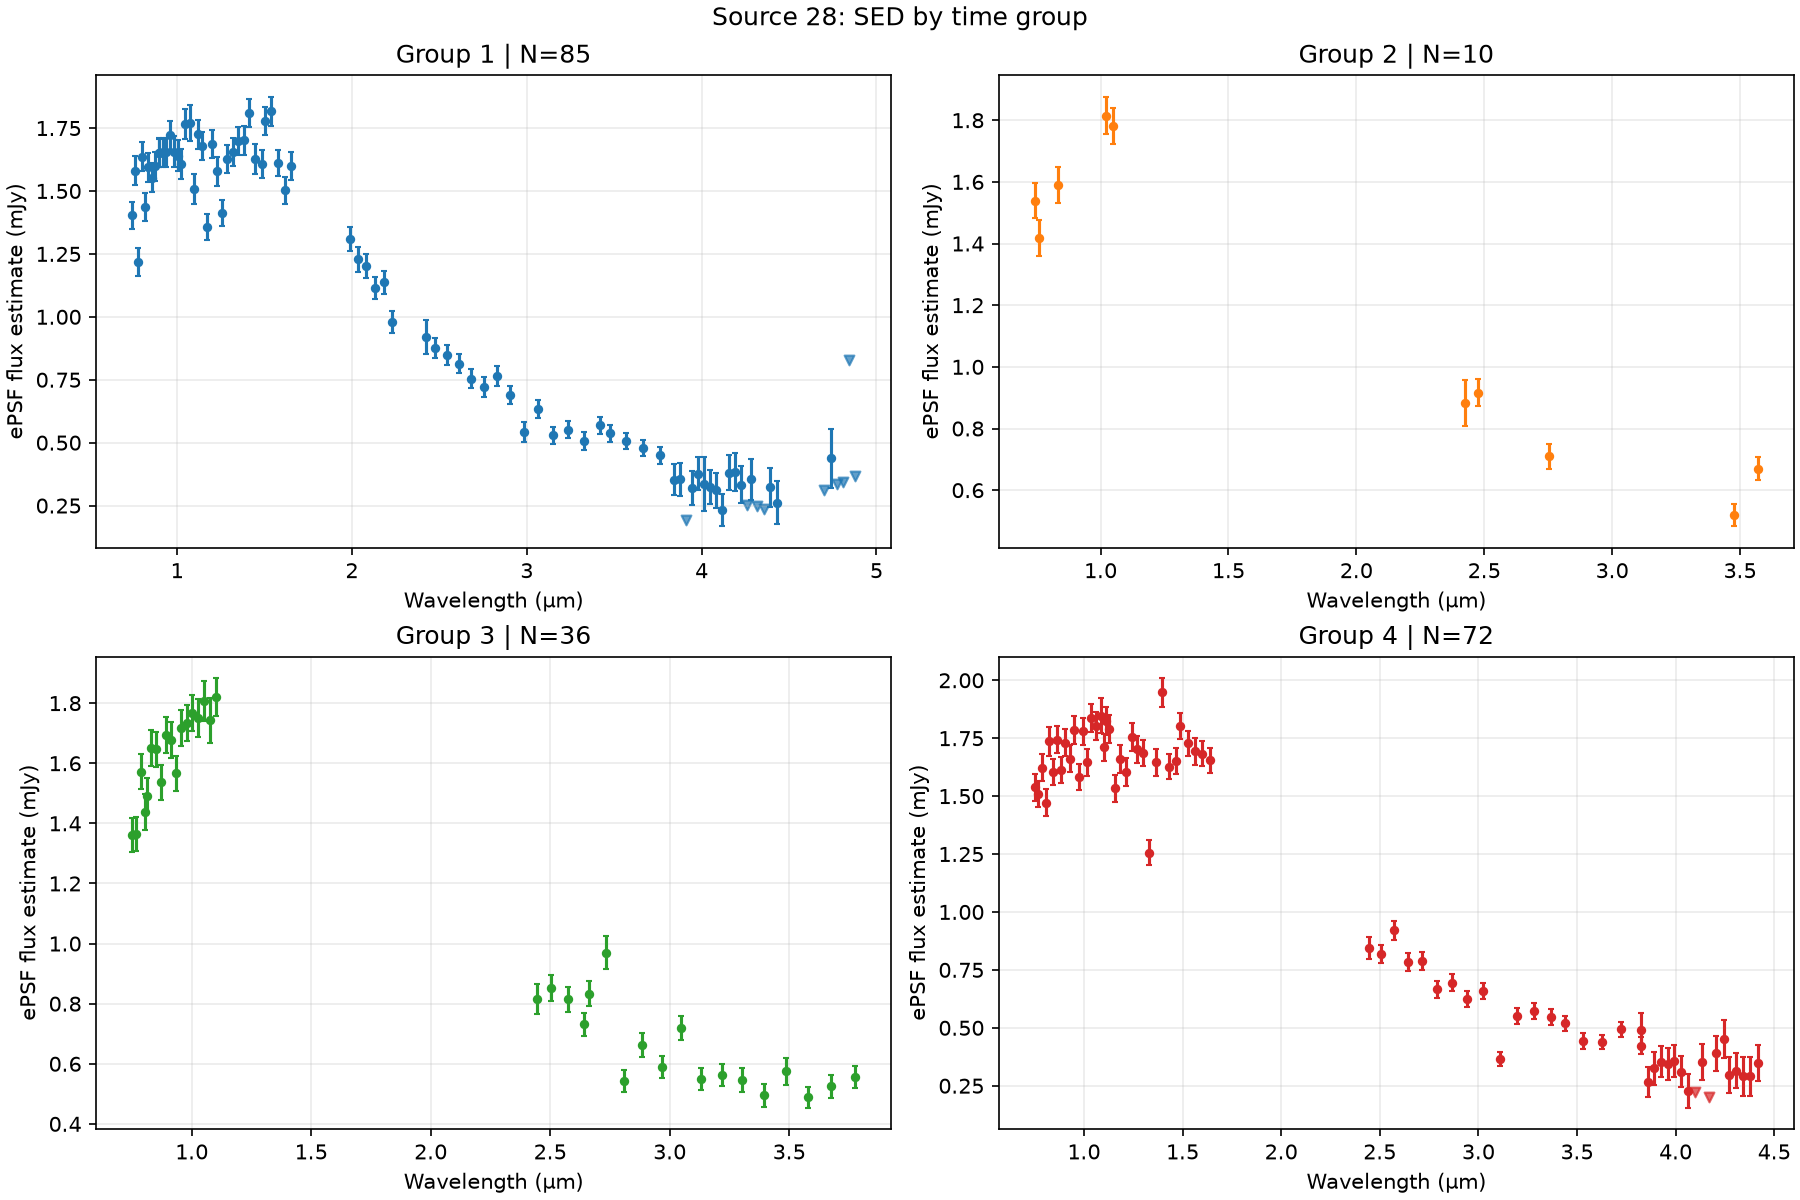 Source 28: SED by time group
Group 1 | N=85
ePSF flux estimate (mJy)
1.75
1.50
1.25
1.00
0.75
0.50
0.25
1 2 3 4 5
Wavelength (μm)
Group 2 | N=10
ePSF flux estimate (mJy)
1.8
1.6
1.4
1.2
1.0
0.8
0.6
1.0 1.5 2.0 2.5 3.0 3.5
Wavelength (μm)
Group 3 | N=36
ePSF flux estimate (mJy)
1.8
1.6
1.4
1.2
1.0
0.8
0.6
0.4
1.0 1.5 2.0 2.5 3.0 3.5
Wavelength (μm)
Group 4 | N=72
ePSF flux estimate (mJy)
2.00
1.75
1.50
1.25
1.00
0.75
0.50
0.25
1.0 1.5 2.0 2.5 3.0 3.5 4.0 4.5
Wavelength (μm)